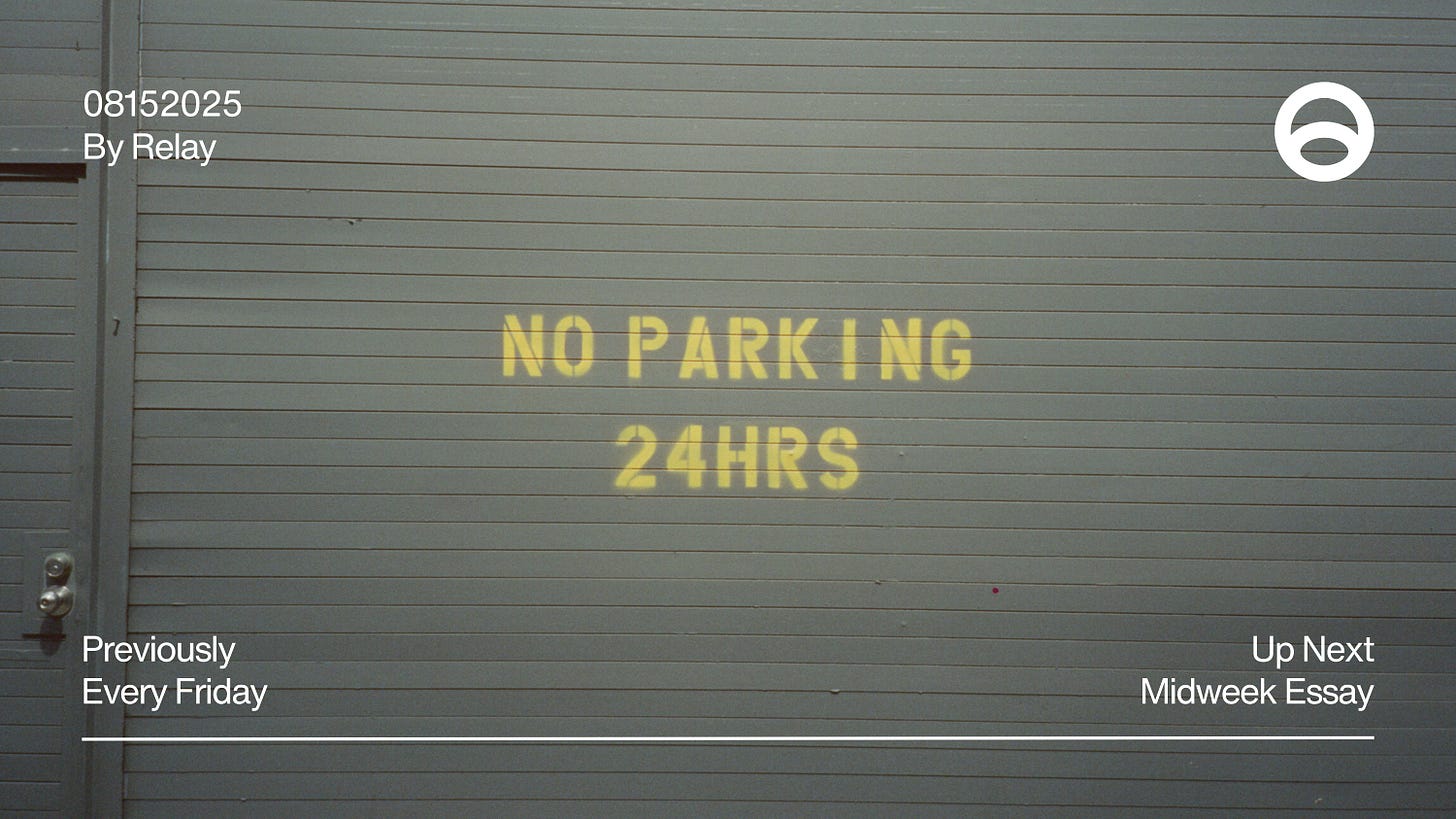 08152025
By Relay
NO PARKING
24HRS
Previously
Every Friday
Up Next
Midweek Essay